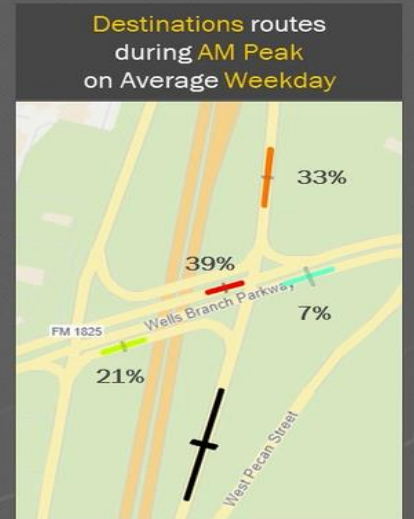 Destinations routes
during AM Peak
on Average Weekday
33%
39%
Wells Branch Parkway
7%
FM 1825
21%
West Pecan Street